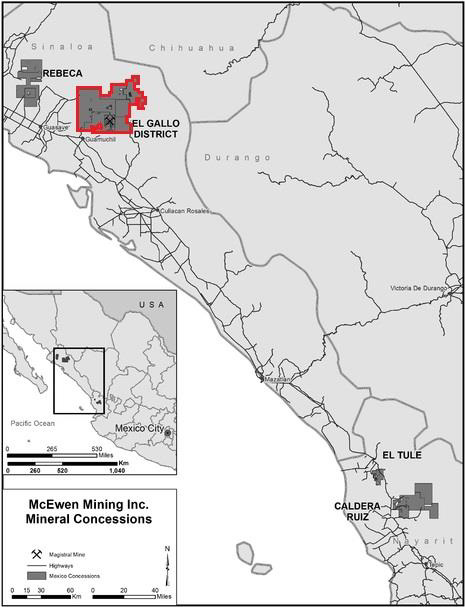 Sinaloa
Chihuahua
REBECA
EL GALLO
DISTRICT
Guasave
Guamuchil
Durango
Culiacan Rosales
Victoria De Durango
USA
Mazatlan
Pacific Ocean
Mexico City
0 265 530
Miles
Km
0 260 520 1,040
EL TULE
CALDERA
RUIZ
Nayarit
Tepic
McEwen Mining Inc.
Mineral Concessions
Magistral Mine
Highways
Mexico Concessions
N
0 15 30 60
Km
0 20 40
Miles